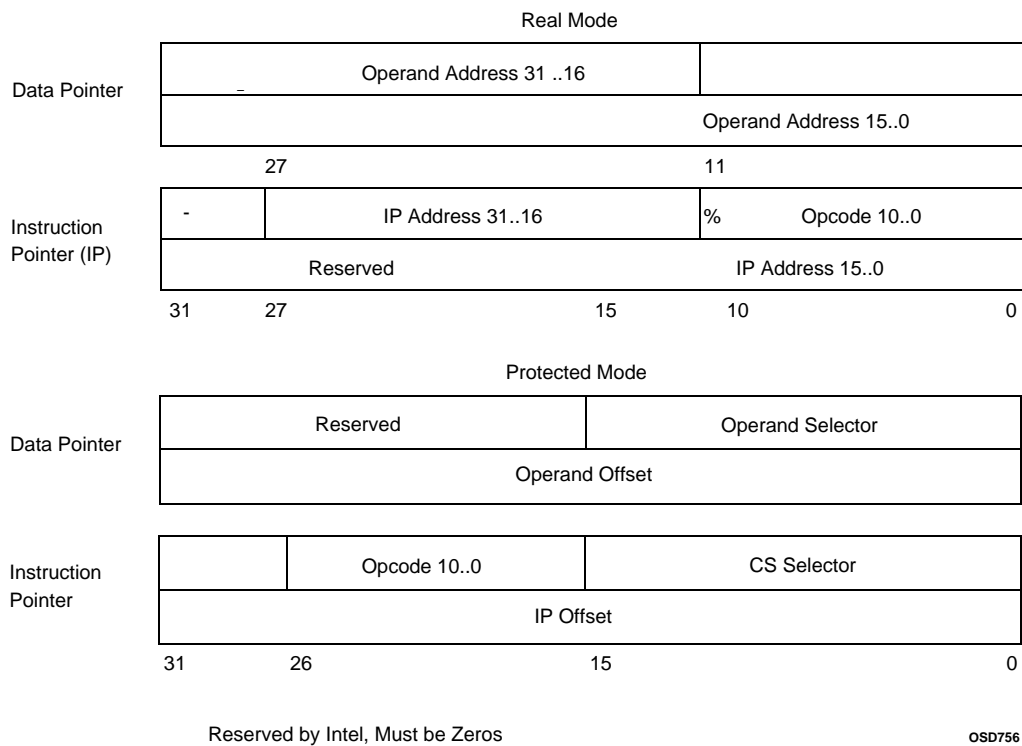 Real Mode
Data Pointer
Operand Address 31 ..16
_
Operand Address 15..0
27 11
Instruction
Pointer (IP)
- IP Address 31..16 % Opcode 10..0
Reserved IP Address 15..0
31 27 15 10 0
Protected Mode
Data Pointer
Reserved Operand Selector
Operand Offset
Instruction
Pointer
Opcode 10..0 CS Selector
IP Offset
31 26 15 0
Reserved by Intel, Must be Zeros
OSD756